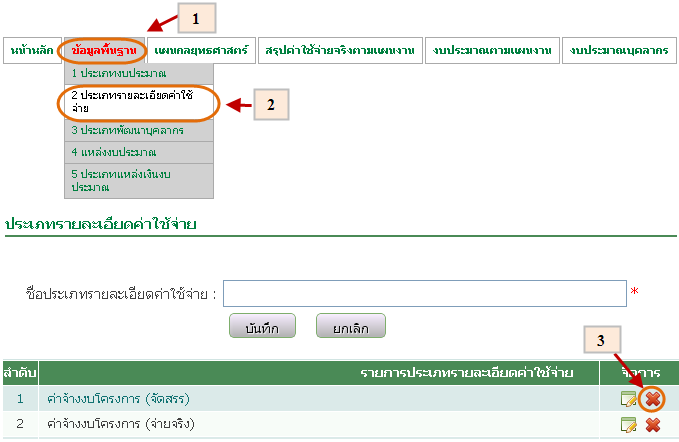 1
หน้าหลัก ข้อมูลพื้นฐาน แผนกลยุทธศาสตร์ สรุปค่าใช้จ่ายจริงตามแผนงาน งบประมาณตามแผนงาน งบประมาณบุคลากร
1 ประเภทงบประมาณ
2 ประเภทรายละเอียดค่าใช้
จ่าย
2
3 ประเภทพัฒนาบุคลากร
4 แหล่งงบประมาณ
5 ประเภทแหล่งเงินงบ
ประมาณ
ประเภทรายละเอียดค่าใช้จ่าย
ชื่อประเภทรายละเอียดค่าใช้จ่าย : *
บันทึก ยกเลิก
3
ลำดับ รายการประเภทรายละเอียดค่าใช้จ่าย จัดการ
1 ค่าจ้างงบโครงการ (จัดสรร)
2 ค่าจ้างงบโครงการ (จ่ายจริง)